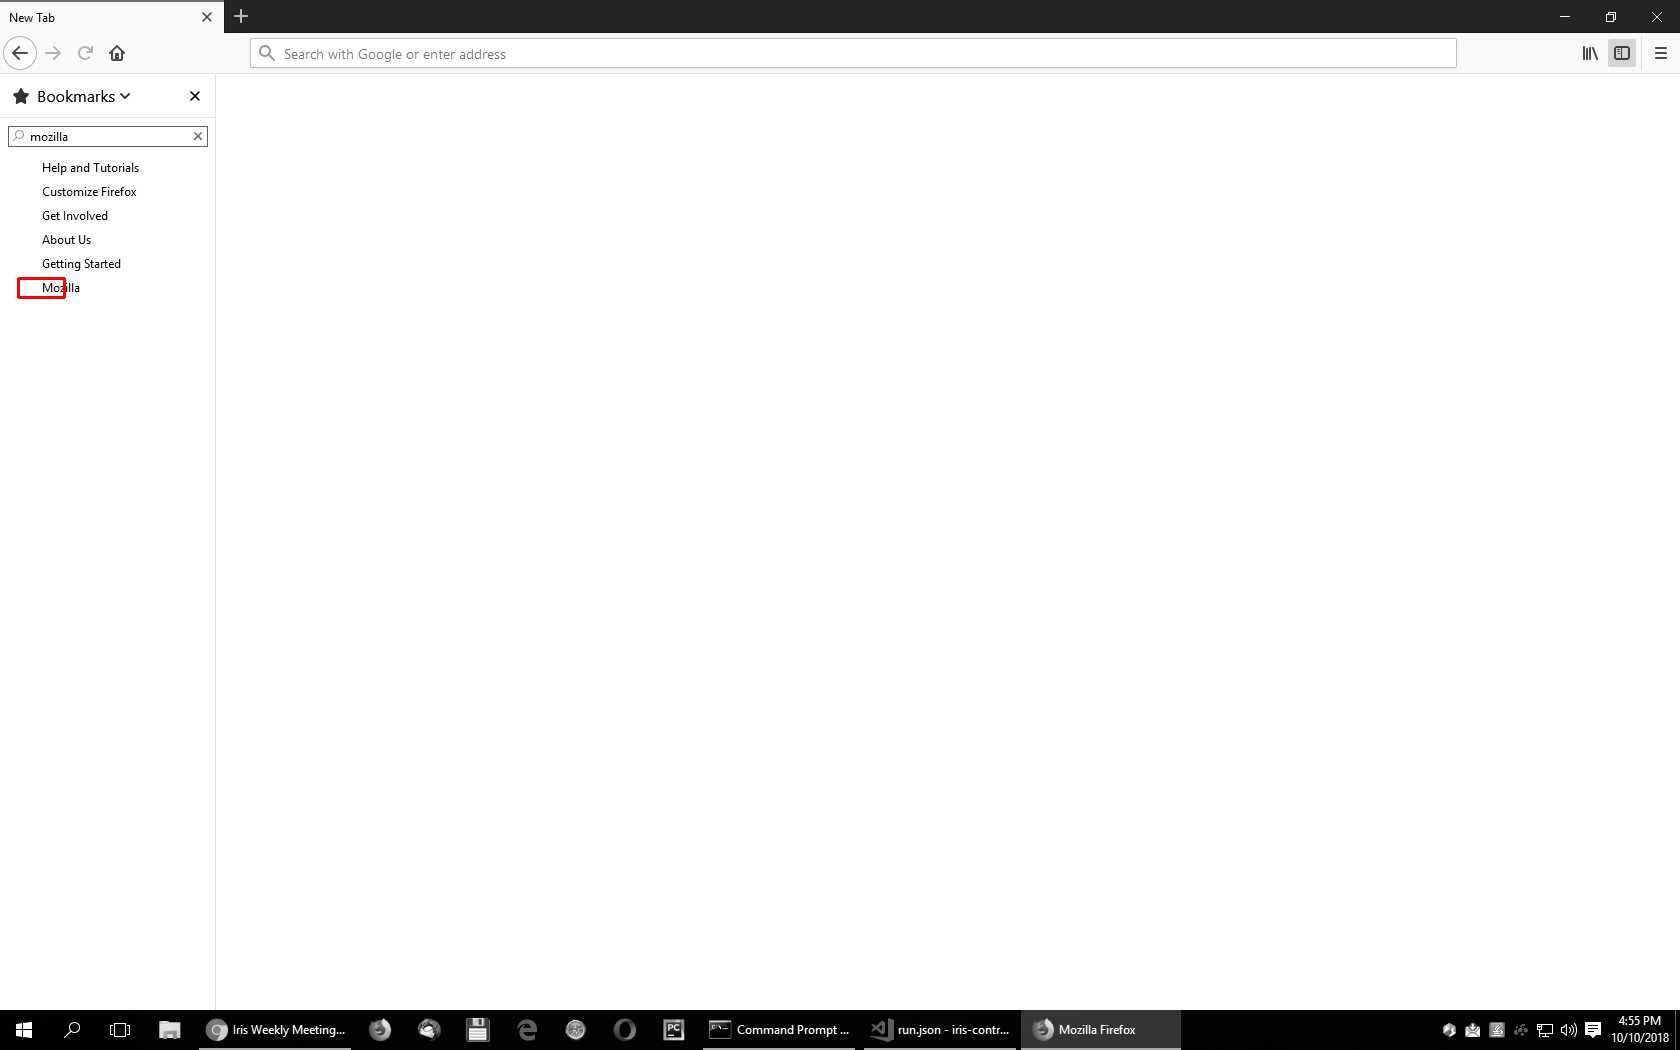 New Tab
Search with Google or enter address
Bookmarks
mozilla
Help and Tutorials
Customize Firefox
Get Involved
About Us
Getting Started
Mozilla
Iris Weekly Meeting...
PC
Command Prompt ...
run.json - iris-contr...
Mozilla Firefox
4:55 PM
10/10/2018